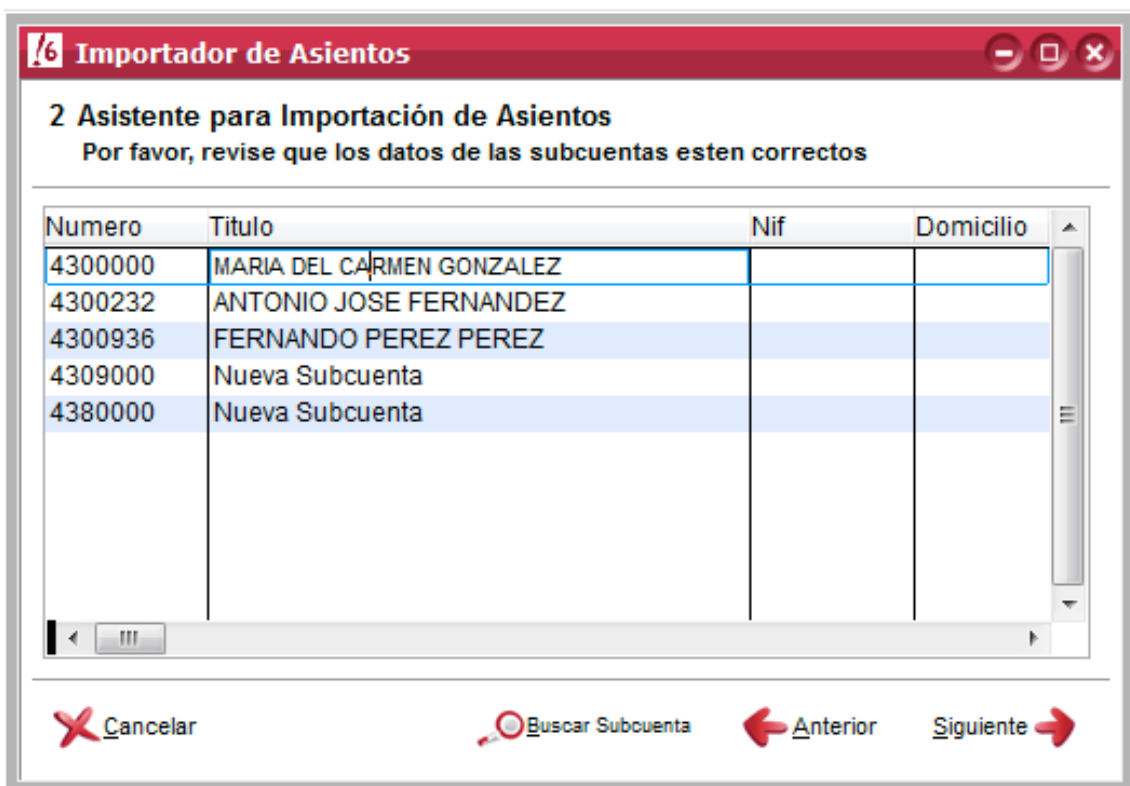 Importador de Asientos
2 Asistente para Importación de Asientos
Por favor, revise que los datos de las subcuentas esten correctos
Numero Titulo Nif Domicilio
4300000 MARIA DEL CARMEN GONZALEZ
4300232 ANTONIO JOSE FERNANDEZ
4300936 FERNANDO PEREZ PEREZ
4309000 Nueva Subcuenta
4380000 Nueva Subcuenta
Cancelar Buscar Subcuenta Anterior Siguiente